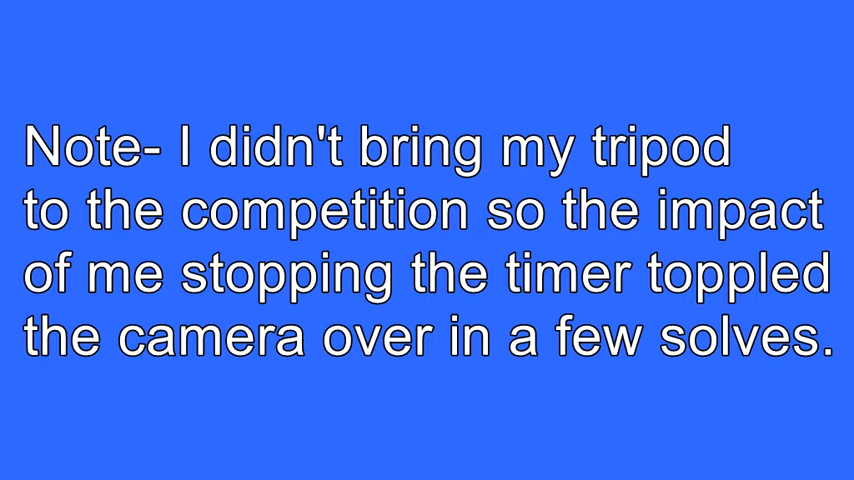 Note- I didn't bring my tripod
to the competition so the impact
of me stopping the timer toppled
the camera over in a few solves.